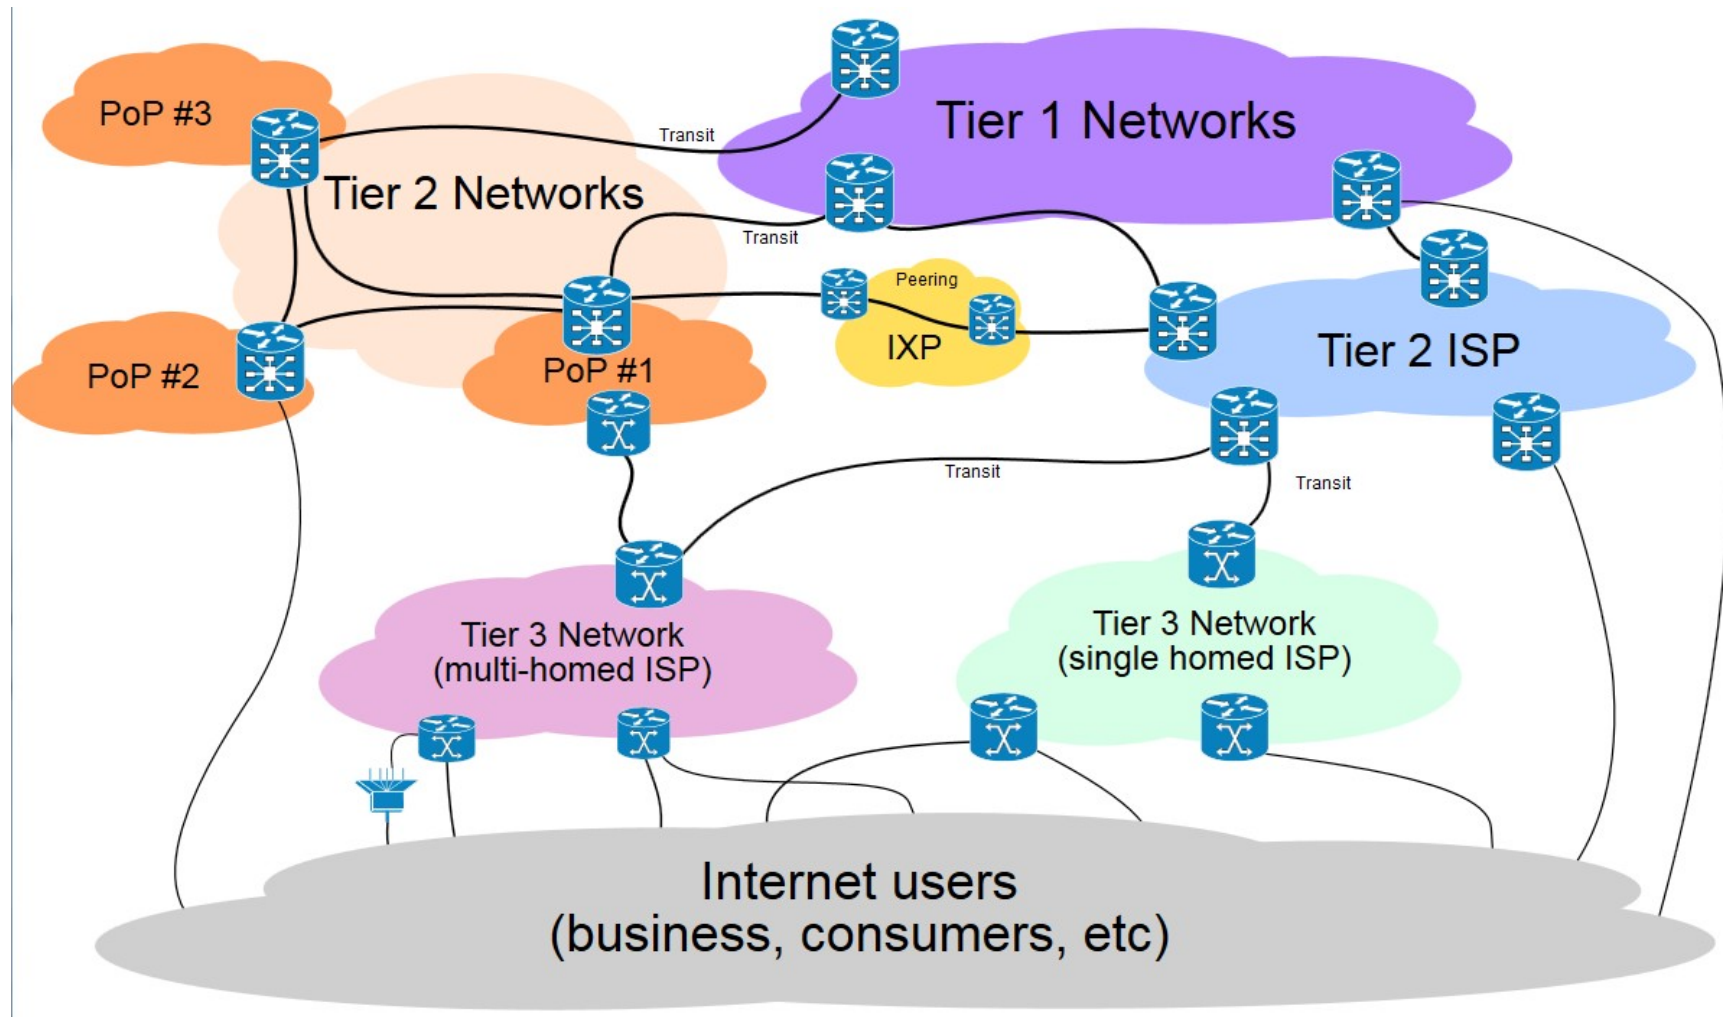 PoP #3
Transit
Tier 1 Networks
Tier 2 Networks
Transit
Peering
IXP
Tier 2 ISP
PoP #2
PoP #1
Transit
Transit
Tier 3 Network
(multi-homed ISP)
Tier 3 Network
(single homed ISP)
Internet users
(business, consumers, etc)